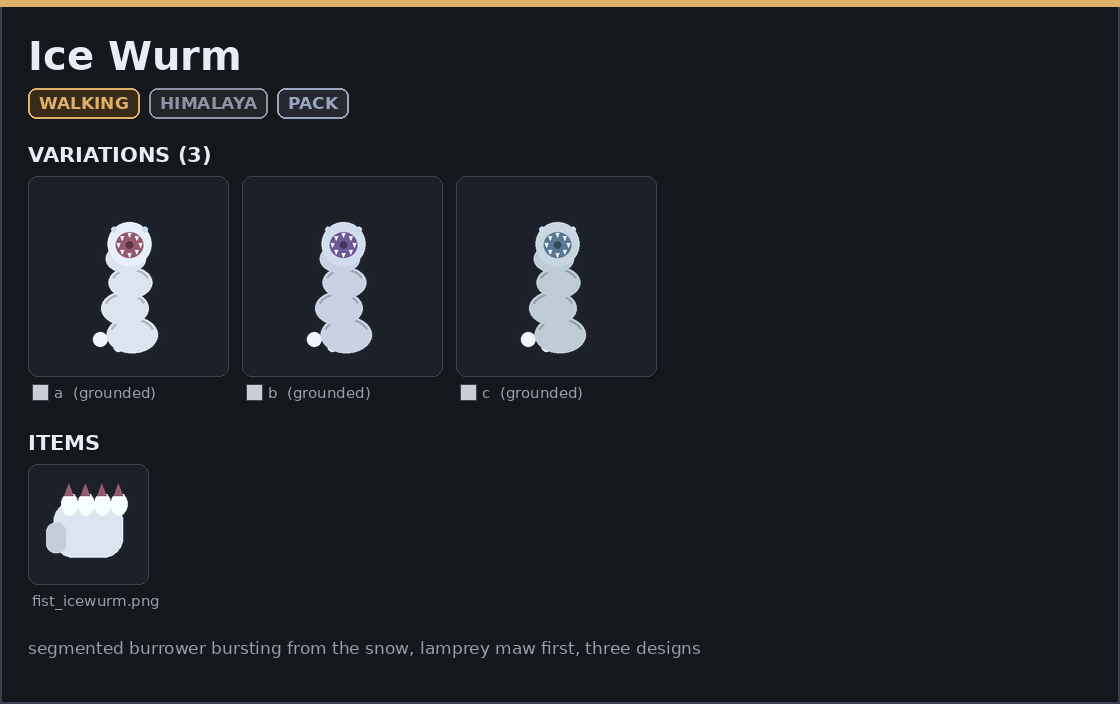 Ice Wurm
WALKING HIMALAYA PACK
VARIATIONS (3)
a (grounded) b (grounded) c (grounded)
ITEMS
fist_icewurm.png
segmented burrower bursting from the snow, lamprey maw first, three designs